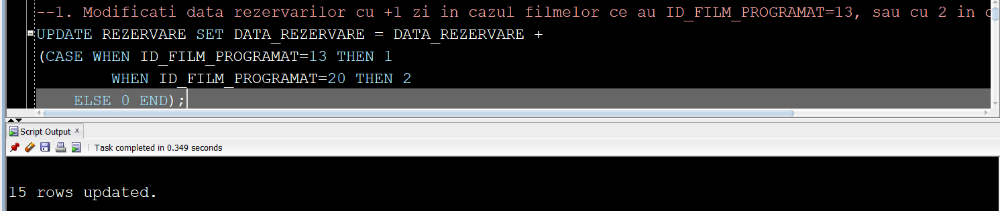 --1. Modificati data rezervarilor cu +1 zi in cazul filmelor ce au ID_FILM_PROGRAMAT=13, sau cu 2 in
UPDATE REZERVARE SET DATA_REZERVARE = DATA_REZERVARE +
(CASE WHEN ID_FILM_PROGRAMAT=13 THEN 1
WHEN ID_FILM_PROGRAMAT=20 THEN 2
ELSE 0 END);
Script Output x
Task completed in 0.349 seconds
15 rows updated.